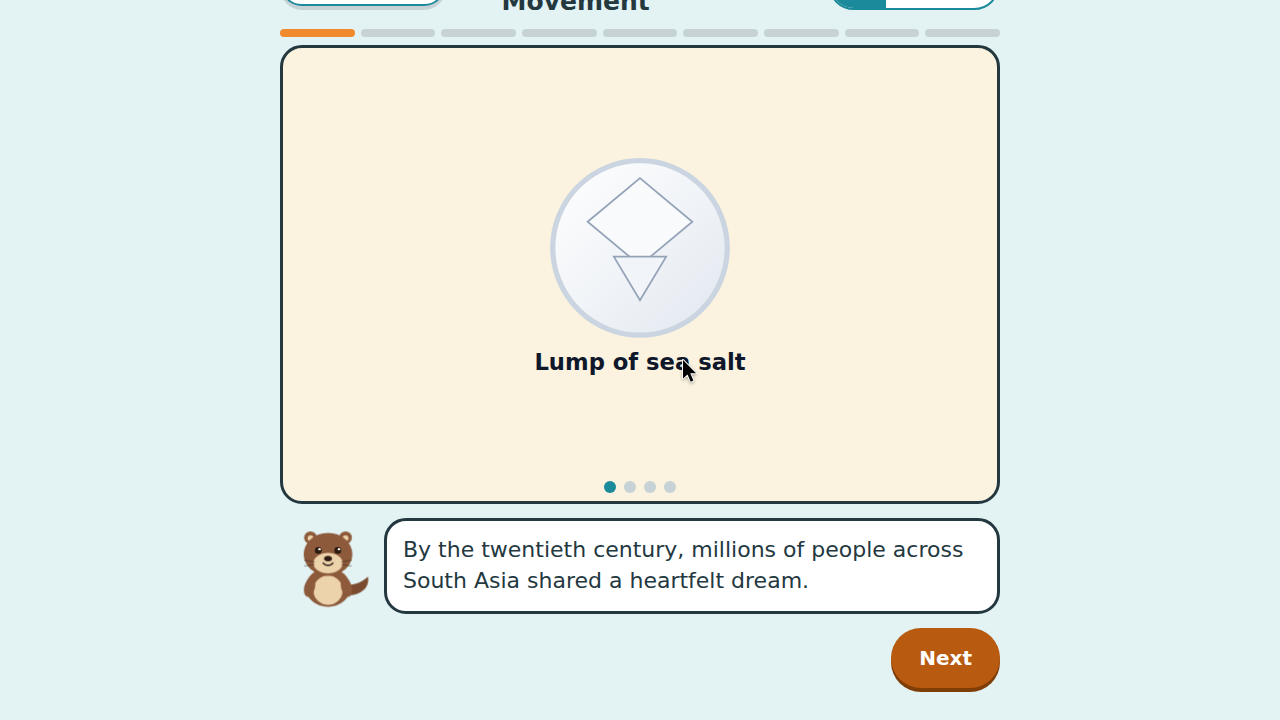 Movement
Lump of sea salt
By the twentieth century, millions of people across
South Asia shared a heartfelt dream.
Next